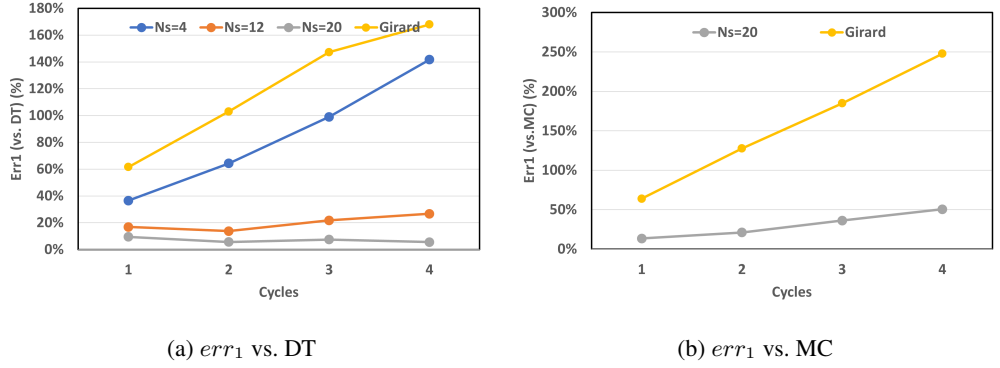 180%
160%
140%
120%
100%
80%
60%
40%
20%
0%
Err1 (vs. DT) (%)
Ns=4 Ns=12 Ns=20 Girard
1 2 3 4
Cycles
(a) err1 vs. DT
300%
250%
200%
150%
100%
50%
0%
Err1 (vs.MC) (%)
Ns=20 Girard
1 2 3 4
Cycles
(b) err1 vs. MC